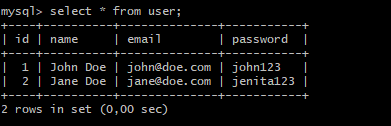 mysql> select * from user;
+----+----------+--------------+-----------+
| id | name     | email        | password  |
+----+----------+--------------+-----------+
|  1 | John Doe | john@doe.com | john123   |
|  2 | Jane Doe | jane@doe.com | jenita123 |
+----+----------+--------------+-----------+
2 rows in set (0,00 sec)